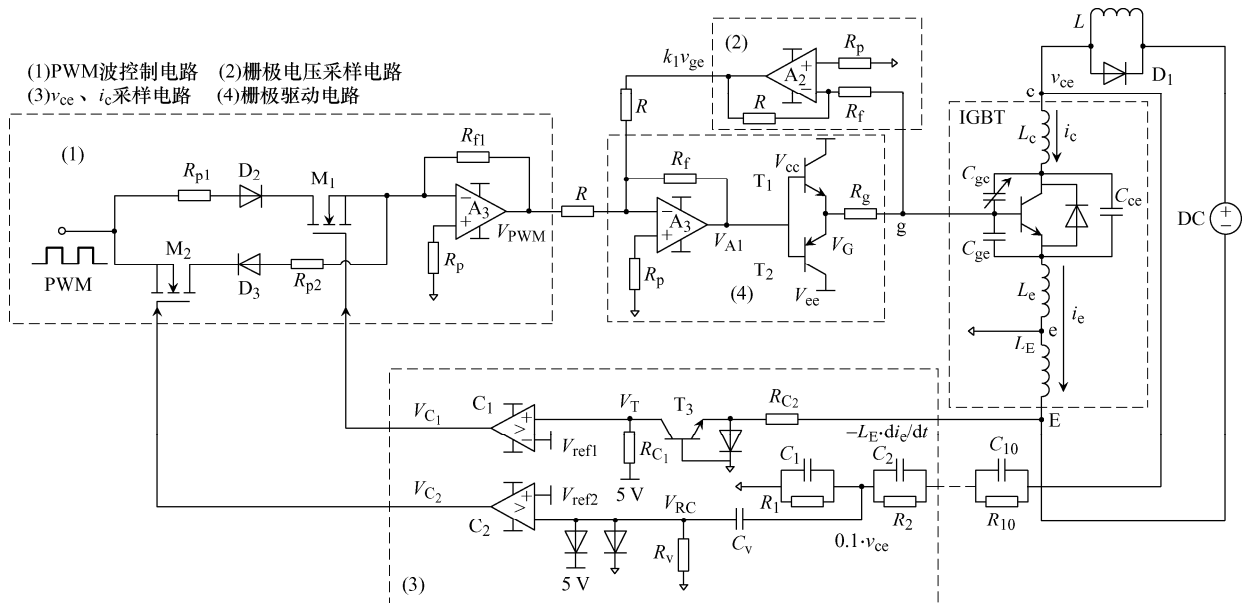 (1)PWM波控制电路 (2)栅极电压采样电路
(3)vce、ic采样电路 (4)栅极驱动电路
(1)
Rp1
D2
M1
Rf1
A3
VPWM
Rp
M2
D3
Rp2
PWM
(2)
k1vge
A2
Rp
R
Rf
R
R
Rf
A3
Rp
VA1
Vcc
T1
Rg
VG
g
T2
Vee
(4)
L
D1
vce
c
IGBT
Lc
ic
Cgc
Cce
Cge
Le
ie
e
LE
E
DC
VC1
C1
VT
T3
RC2
−LE·die/dt
Vref1
RC1
5 V
C1
C2
C10
R1
R2
R10
VC2
C2
Vref2
VRC
Cv
0.1·vce
Rv
5 V
(3)